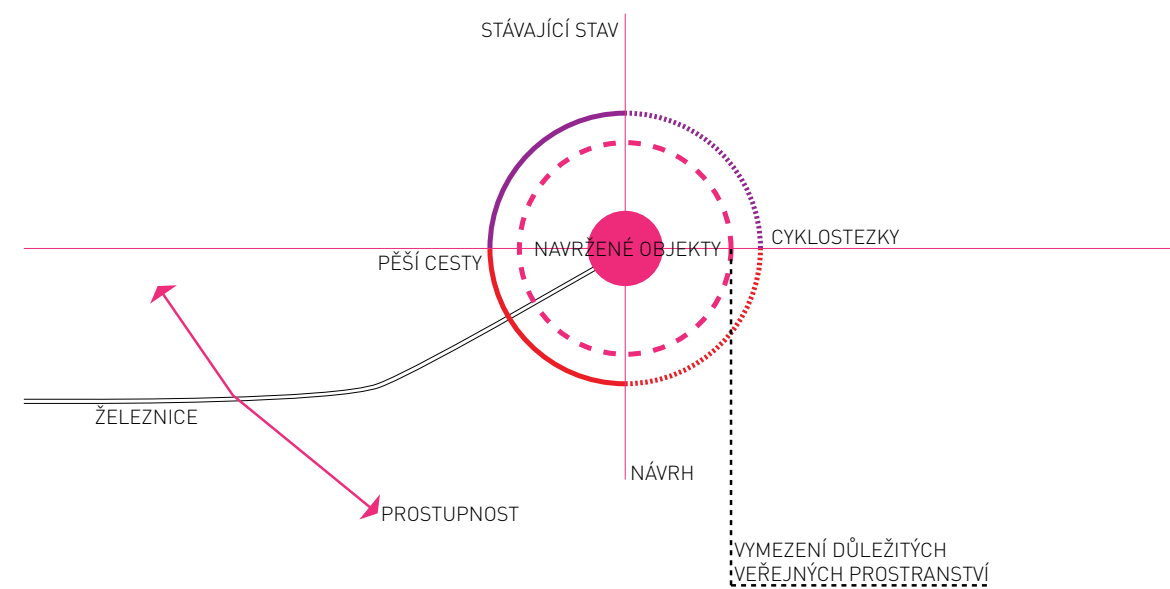 STÁVAJÍCÍ STAV
CYKLOSTEZKY
NAVRŽENÉ OBJEKTY
PĚŠÍ CESTY
ŽELEZNICE
NÁVRH
PROSTUPNOST
VYMEZENÍ DŮLEŽITÝCH
VEŘEJNÝCH PROSTRANSTVÍ